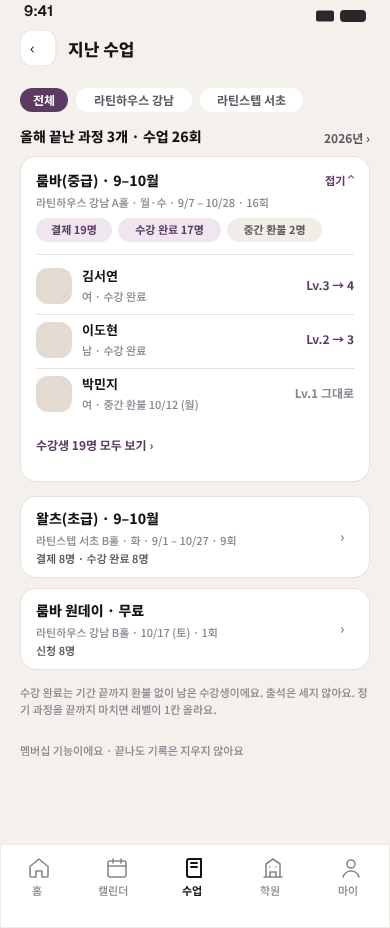 9:41
‹ 지난 수업
전체 라틴하우스 강남 라틴스텝 서초
올해 끝난 과정 3개 · 수업 26회 2026년 ›
룸바(중급) · 9–10월 접기 ^
라틴하우스 강남 A홀 · 월·수 · 9/7 – 10/28 · 16회
결제 19명 수강 완료 17명 중간 환불 2명
김서연
여 · 수강 완료 Lv.3 → 4
이도현
남 · 수강 완료 Lv.2 → 3
박민지
여 · 중간 환불 10/12 (월) Lv.1 그대로
수강생 19명 모두 보기 ›
왈츠(초급) · 9–10월
라틴스텝 서초 B홀 · 화 · 9/1 – 10/27 · 9회 ›
결제 8명 · 수강 완료 8명
룸바 원데이 · 무료
라틴하우스 강남 B홀 · 10/17 (토) · 1회 ›
신청 8명
수강 완료는 기간 끝까지 환불 없이 남은 수강생이에요. 출석은 세지 않아요. 정
기 과정을 끝까지 마치면 레벨이 1칸 올라요.
멤버십 기능이에요 · 끝나도 기록은 지우지 않아요
홈 캘린더 수업 학원 마이